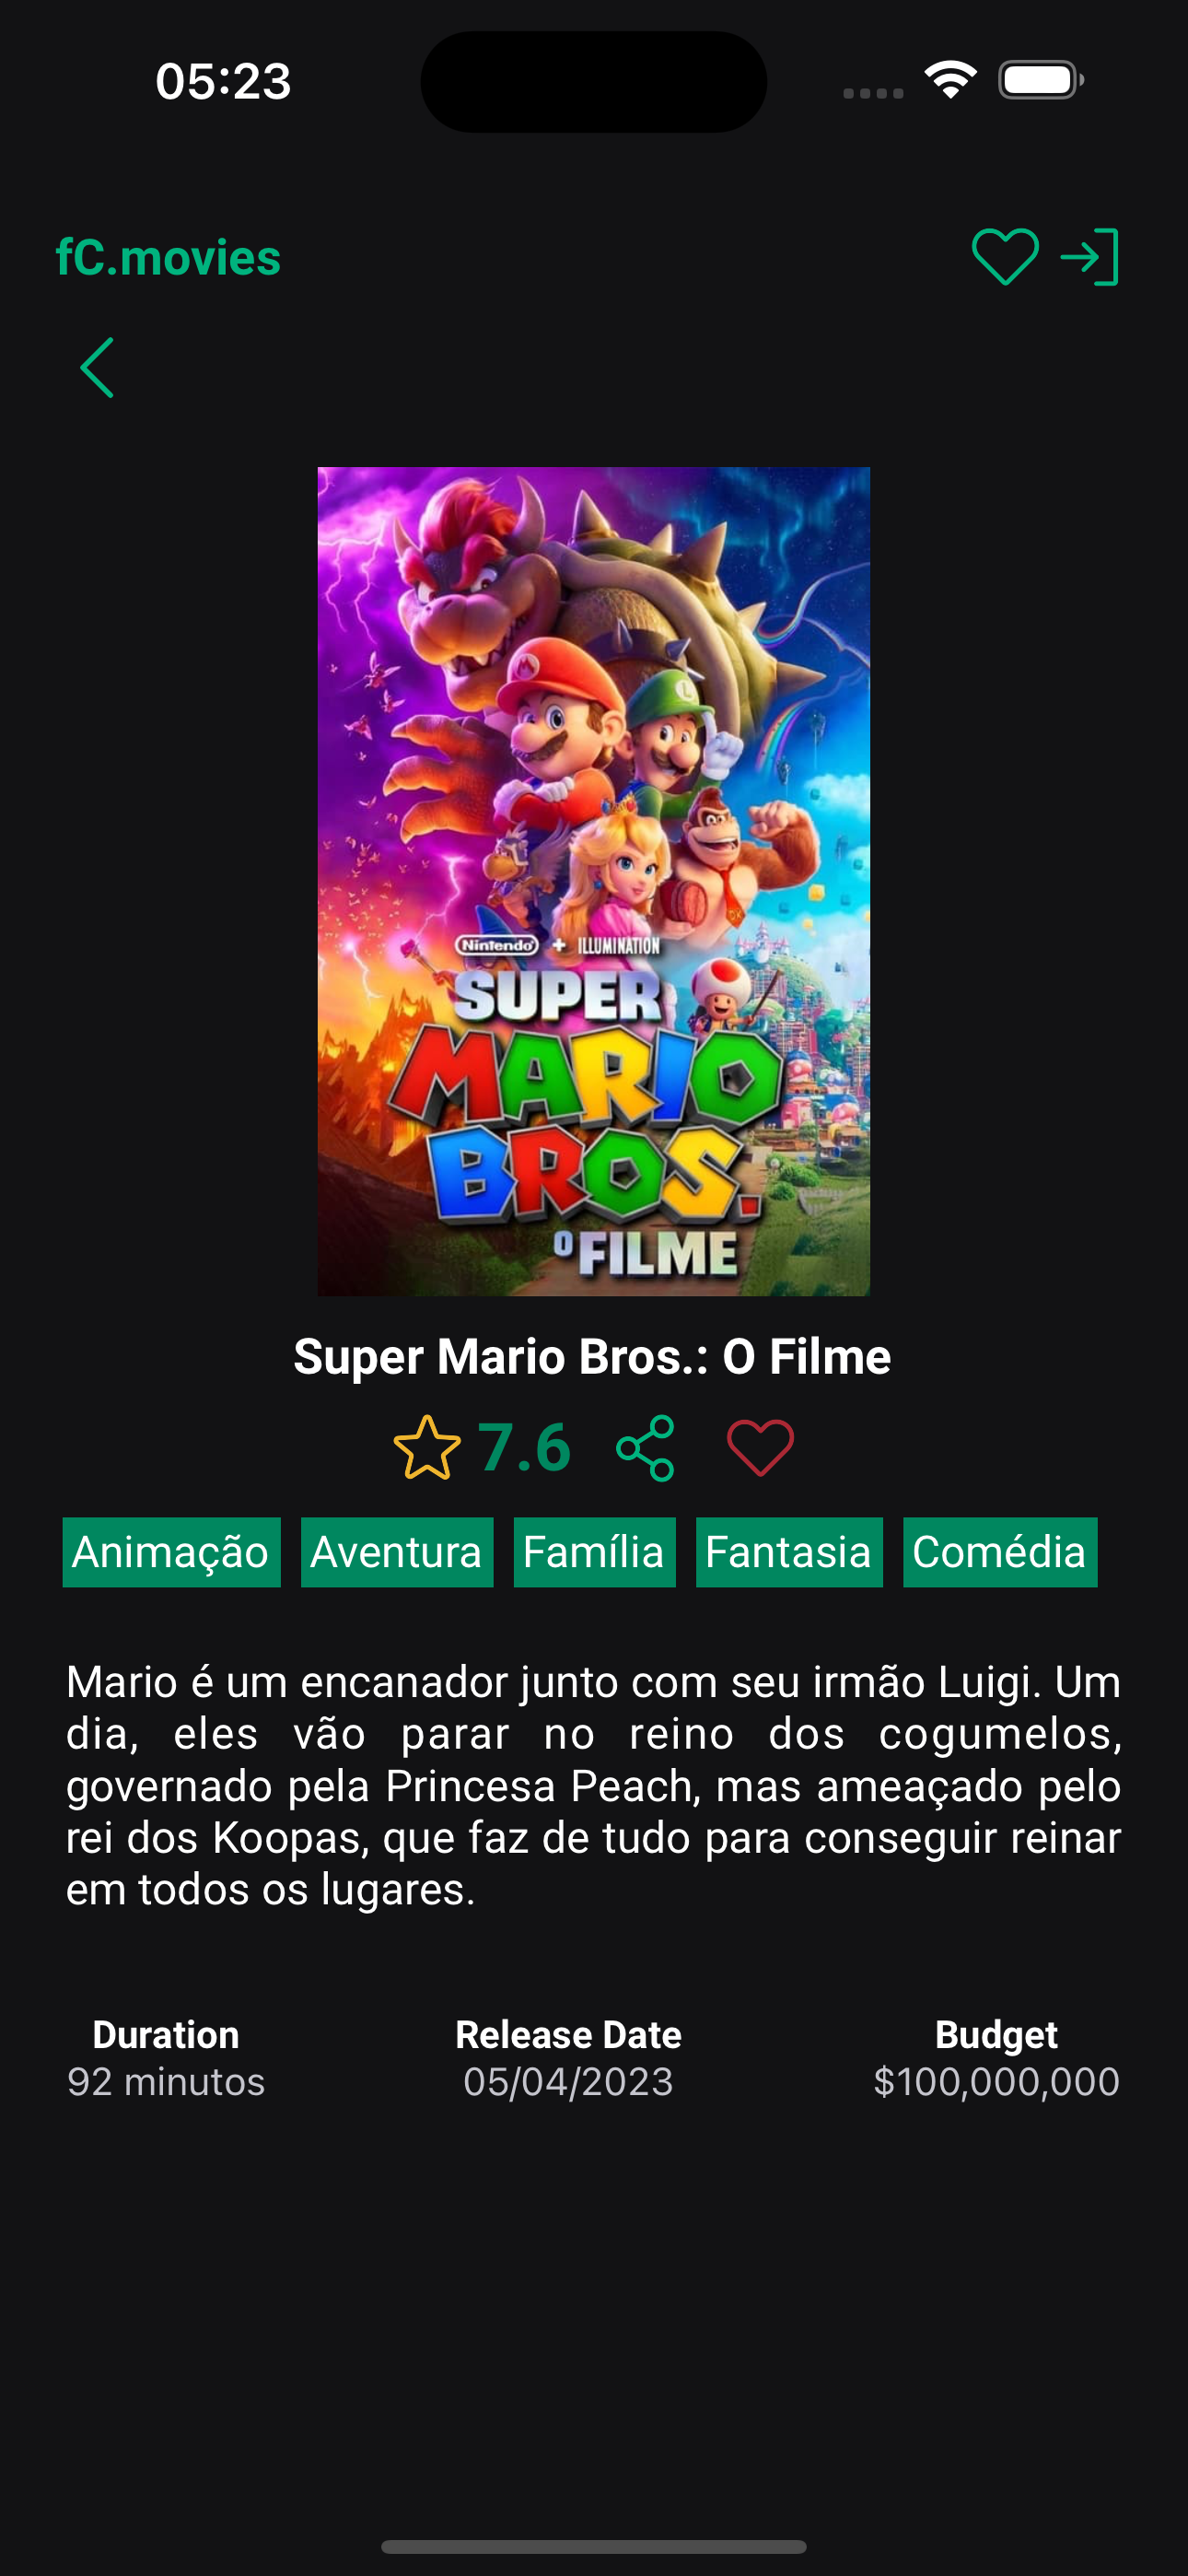 05:23
fC.movies
M
L
Nintendo + ILLUMINATION
SUPER
MARIO
BROS.
O FILME
Super Mario Bros.: O Filme
7.6
Animação Aventura Família Fantasia Comédia
Mario é um encanador junto com seu irmão Luigi. Um
dia, eles vão parar no reino dos cogumelos,
governado pela Princesa Peach, mas ameaçado pelo
rei dos Koopas, que faz de tudo para conseguir reinar
em todos os lugares.
Duration Release Date Budget
92 minutos 05/04/2023 $100,000,000